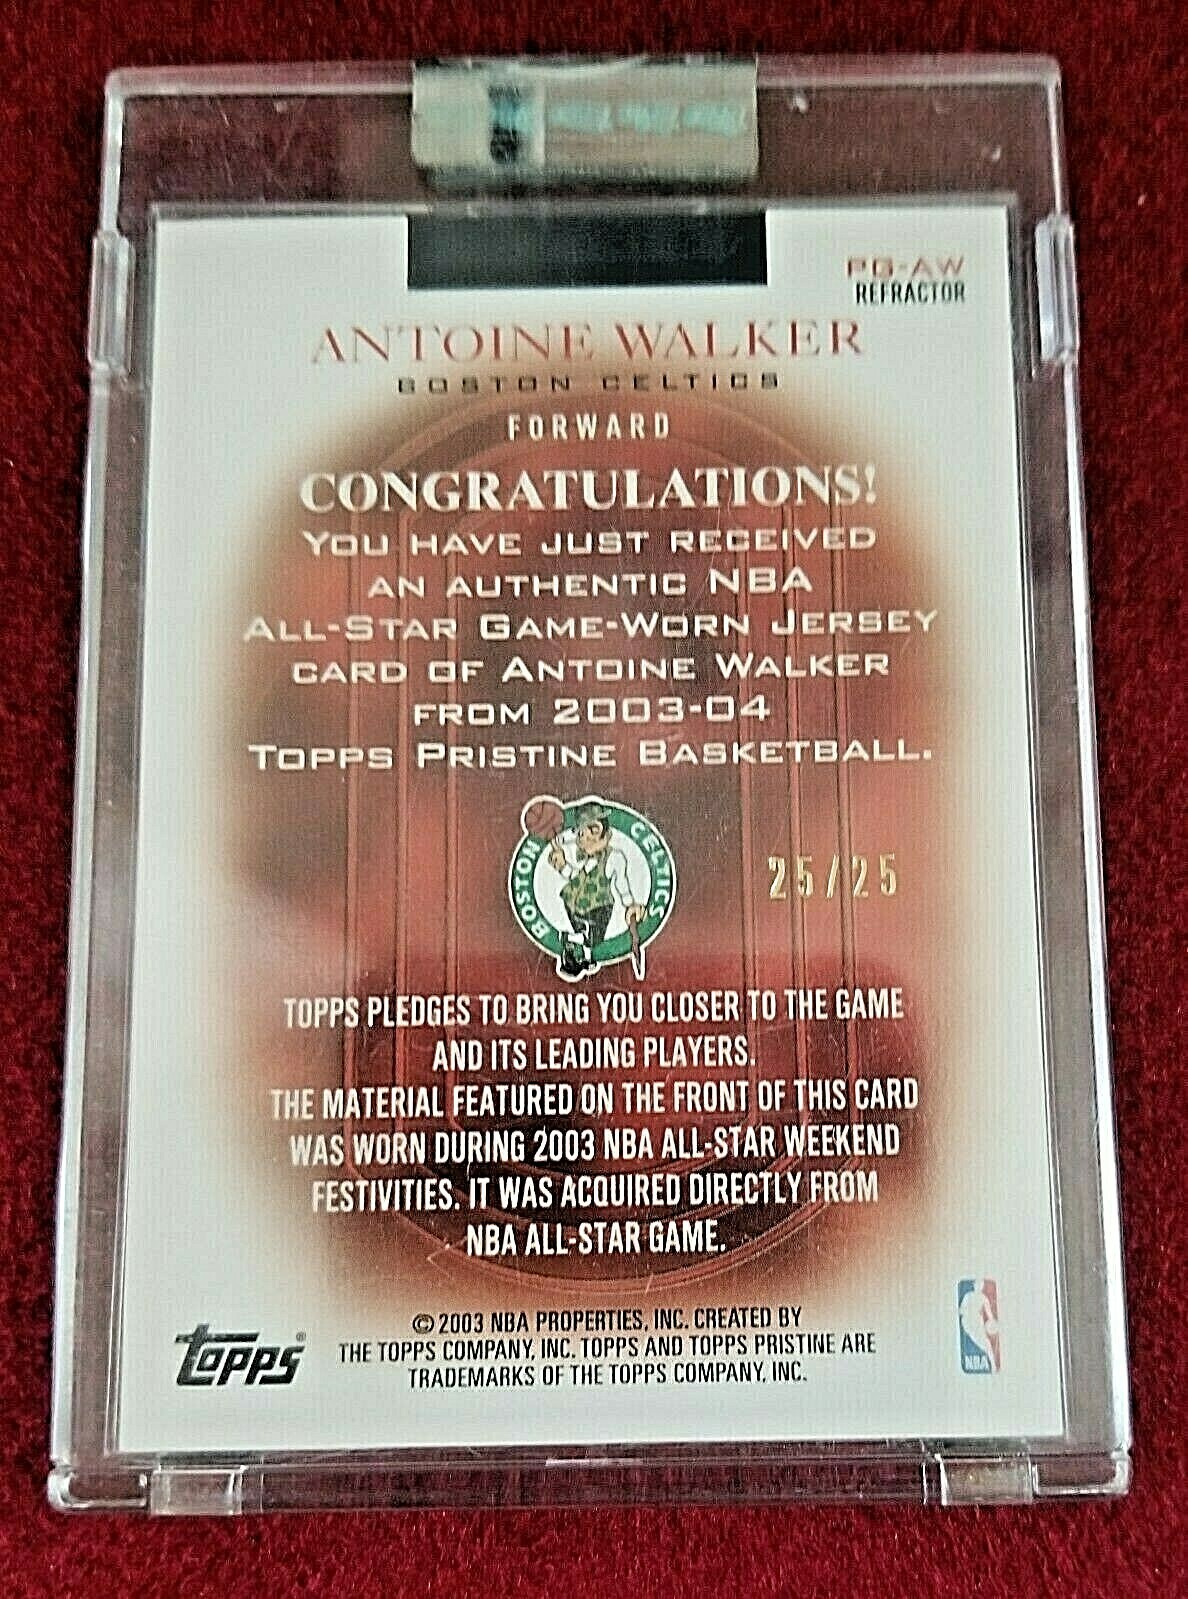 PG-AW
REFRACTOR
ANTOINE WALKER
BOSTON CELTICS
FORWARD
CONGRATULATIONS!
YOU HAVE JUST RECEIVED
AN AUTHENTIC NBA
ALL-STAR GAME-WORN JERSEY
CARD OF ANTOINE WALKER
FROM 2003-04
TOPPS PRISTINE BASKETBALL.
BOSTON CELTICS
25/25
TOPPS PLEDGES TO BRING YOU CLOSER TO THE GAME
AND ITS LEADING PLAYERS.
THE MATERIAL FEATURED ON THE FRONT OF THIS CARD
WAS WORN DURING 2003 NBA ALL-STAR WEEKEND
FESTIVITIES. IT WAS ACQUIRED DIRECTLY FROM
NBA ALL-STAR GAME.
© 2003 NBA PROPERTIES, INC. CREATED BY
THE TOPPS COMPANY, INC. TOPPS AND TOPPS PRISTINE ARE
TRADEMARKS OF THE TOPPS COMPANY, INC.
Topps®
NBA